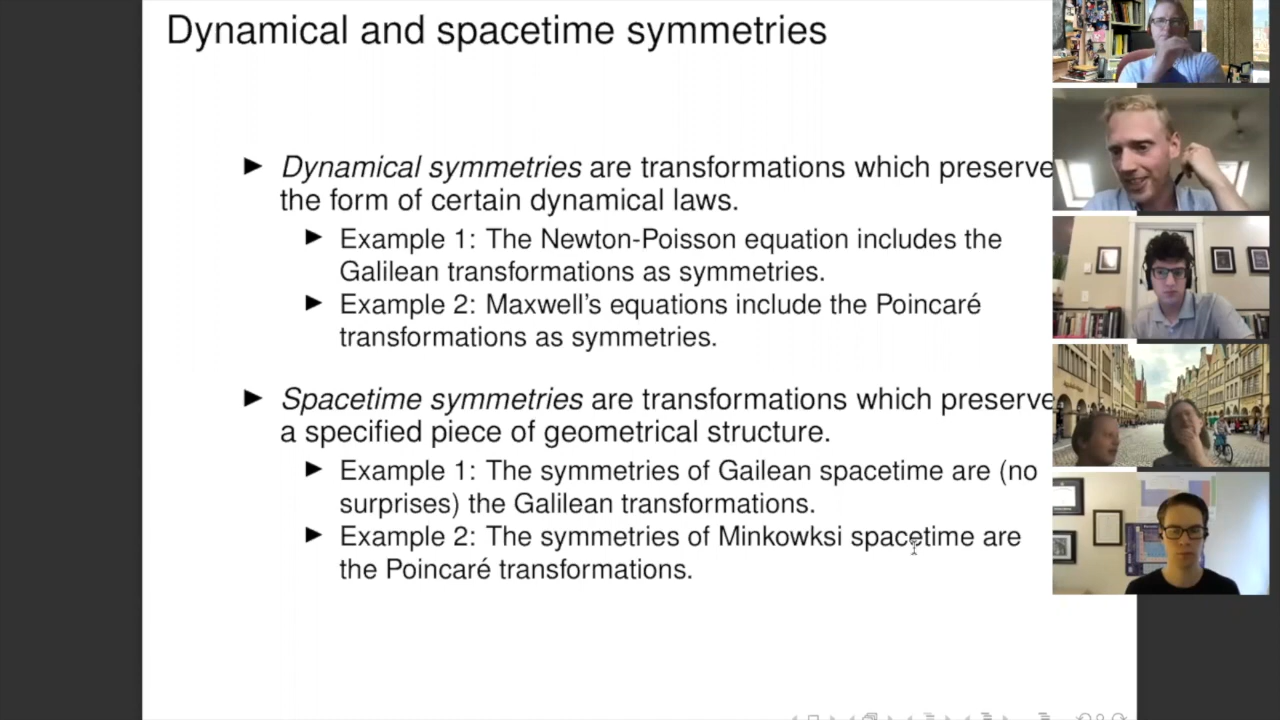 Dynamical and spacetime symmetries
▶ Dynamical symmetries are transformations which preserve
the form of certain dynamical laws.
▶ Example 1: The Newton-Poisson equation includes the
Galilean transformations as symmetries.
▶ Example 2: Maxwell's equations include the Poincaré
transformations as symmetries.
▶ Spacetime symmetries are transformations which preserve
a specified piece of geometrical structure.
▶ Example 1: The symmetries of Gailean spacetime are (no
surprises) the Galilean transformations.
▶ Example 2: The symmetries of Minkowksi spacetime are
the Poincaré transformations.